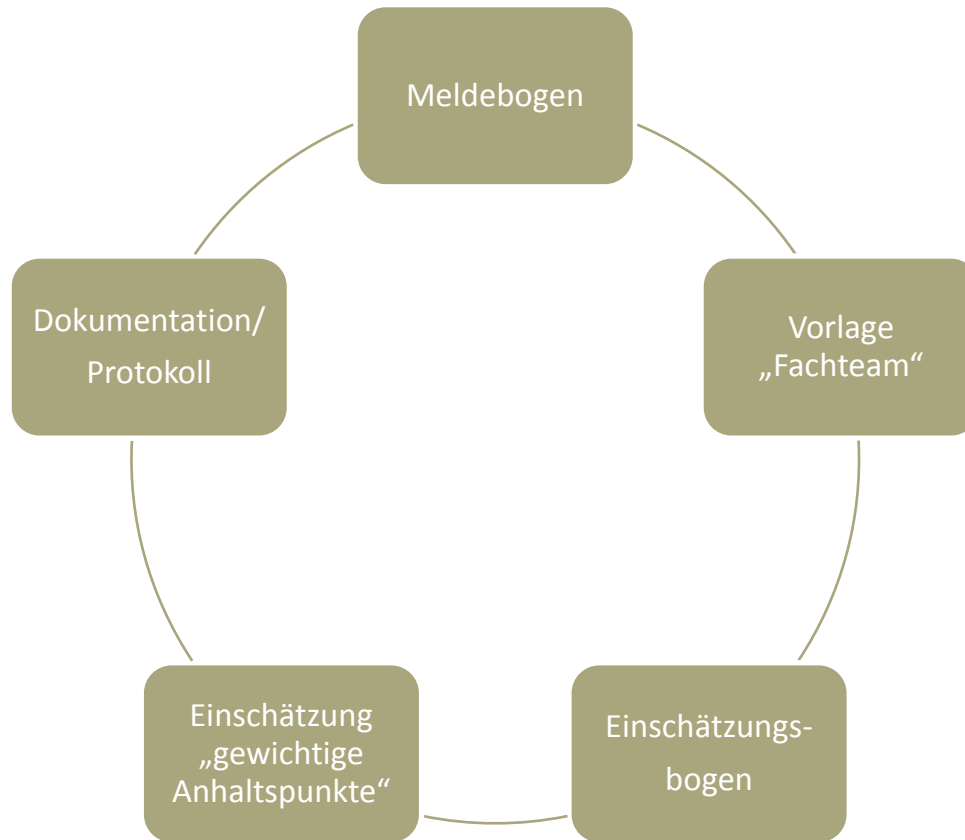 Meldebogen
Vorlage
„Fachteam“
Einschätzungs-
bogen
Einschätzung
„gewichtige
Anhaltspunkte“
Dokumentation/
Protokoll